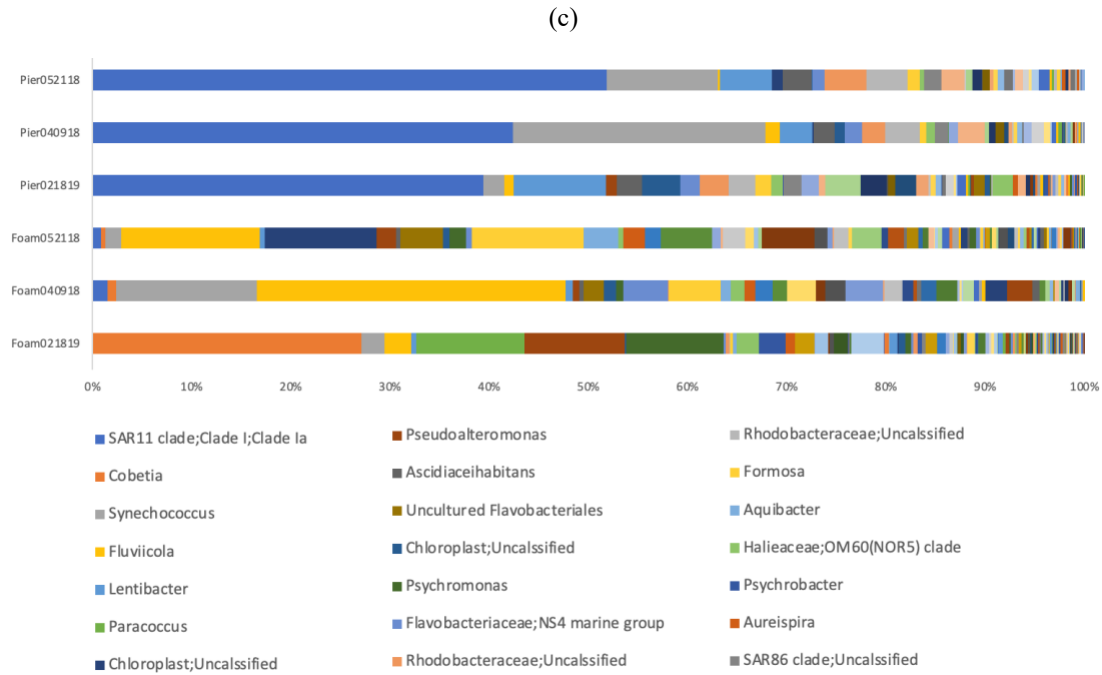 (c)
Pier052118
Pier040918
Pier021819
Foam052118
Foam040918
Foam021819
0% 10% 20% 30% 40% 50% 60% 70% 80% 90% 100%
SAR11 clade;Clade I;Clade Ia
Cobetia
Synechococcus
Fluviicola
Lentibacter
Paracoccus
Chloroplast;Uncalssified
Pseudoalteromonas
Ascidiaceihabitans
Uncultured Flavobacteriales
Chloroplast;Uncalssified
Psychromonas
Flavobacteriaceae;NS4 marine group
Rhodobacteraceae;Uncalssified
Rhodobacteraceae;Uncalssified
Formosa
Aquibacter
Halieaceae;OM60(NOR5) clade
Psychrobacter
Aureispira
SAR86 clade;Uncalssified